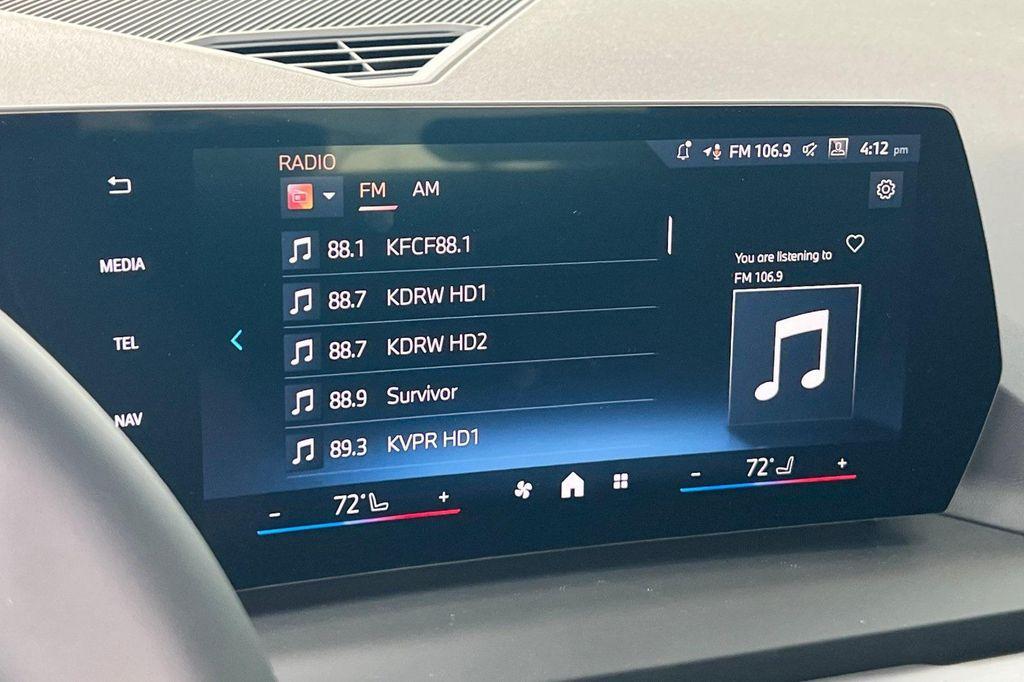 RADIO
FM 106.9
4:12 pm
FM AM
MEDIA
TEL
NAV
88.1 KFCF88.1
88.7 KDRW HD1
88.7 KDRW HD2
88.9 Survivor
89.3 KVPR HD1
You are listening to
FM 106.9
- 72° +
- 72° +